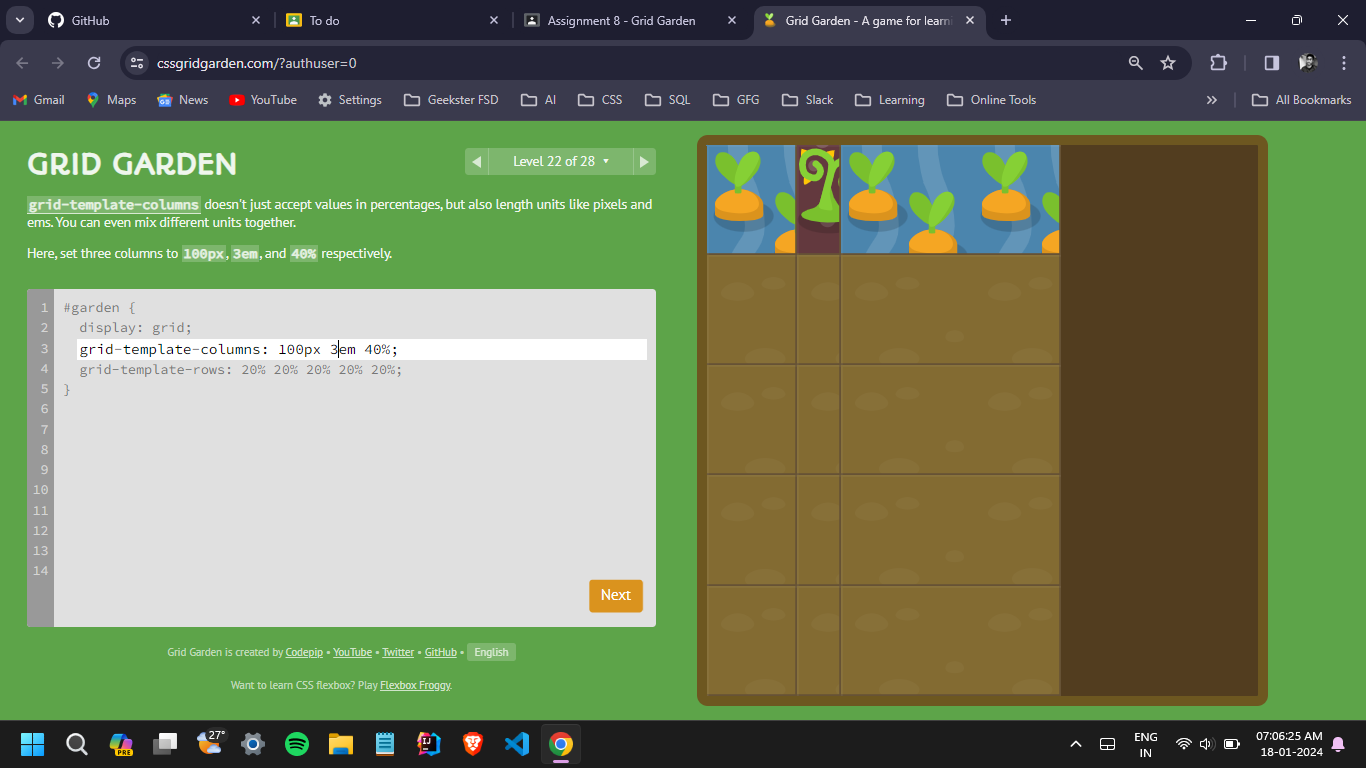 GitHub
To do
Assignment 8 - Grid Garden
Grid Garden - A game for learni
cssgridgarden.com/?authuser=0
Gmail
Maps
News
YouTube
Settings
Geekster FSD
AI
CSS
SQL
GFG
Slack
Learning
Online Tools
»
All Bookmarks
GRID GARDEN
Level 22 of 28
grid-template-columns doesn't just accept values in percentages, but also length units like pixels and
ems. You can even mix different units together.
Here, set three columns to 100px, 3em, and 40% respectively.
1 #garden {
2 display: grid;
3 grid-template-columns: 100px 3em 40%;
4 grid-template-rows: 20% 20% 20% 20% 20%;
5 }
6
7
8
9
10
11
12
13
14
Next
Grid Garden is created by Codepip • YouTube • Twitter • GitHub • English
Want to learn CSS flexbox? Play Flexbox Froggy.
PRE
27°
ENG
IN
07:06:25 AM
18-01-2024